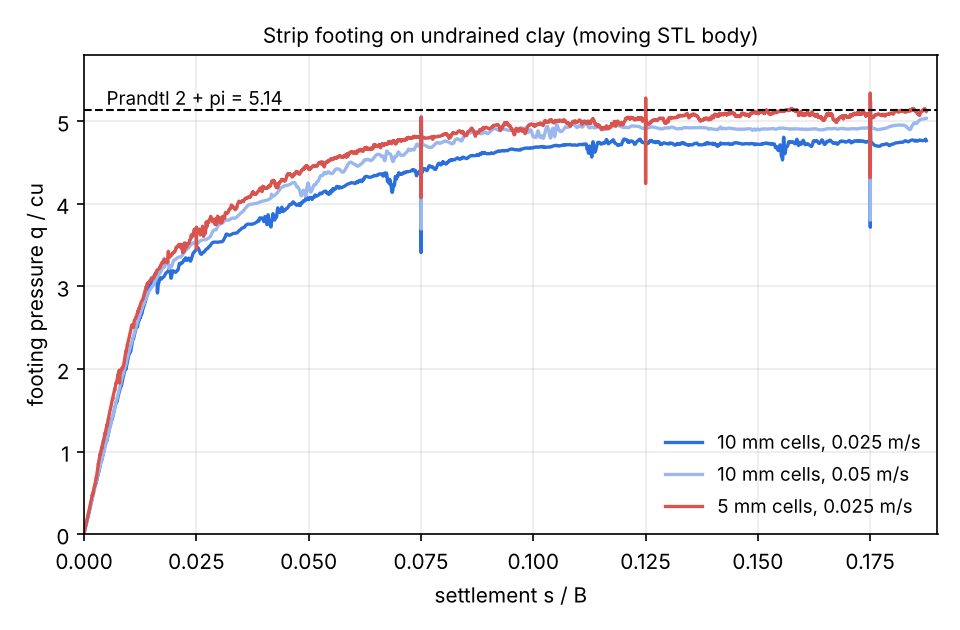 Strip footing on undrained clay (moving STL body)
Prandtl 2 + pi = 5.14
footing pressure q / cu
5
4
3
2
1
0
10 mm cells, 0.025 m/s
10 mm cells, 0.05 m/s
5 mm cells, 0.025 m/s
0.000 0.025 0.050 0.075 0.100 0.125 0.150 0.175
settlement s / B